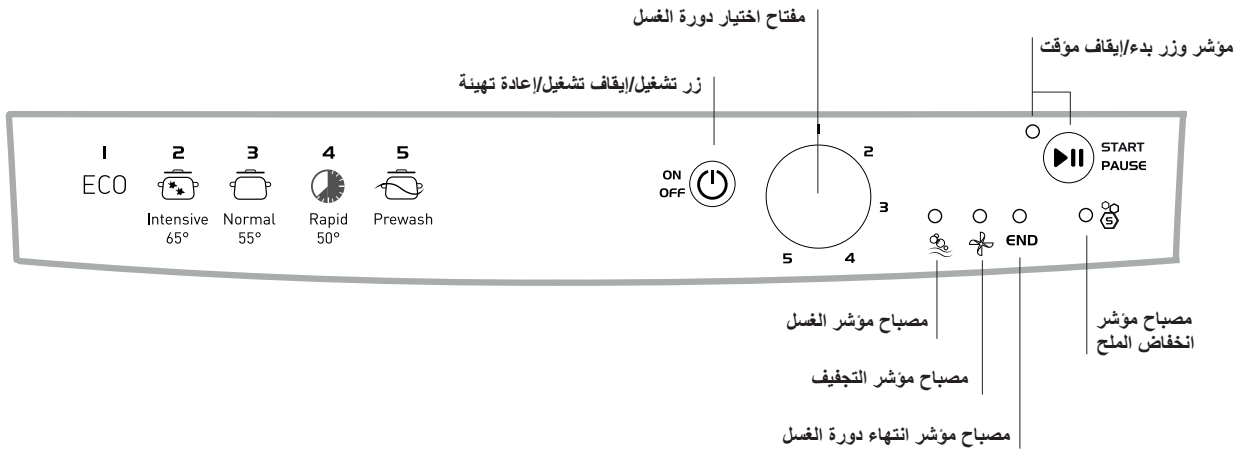 مفتاح اختيار دورة الغسل
مؤشر وزر بدء/إيقاف مؤقت
زر تشغيل/إيقاف تشغيل/إعادة تهيئة
1 2 3 4 5
ECO
Intensive Normal Rapid Prewash
65° 55° 50°
ON
OFF
1
2
3
4
5
START
PAUSE
S
END
مصباح مؤشر الغسل
مصباح مؤشر
انخفاض الملح
مصباح مؤشر التجفيف
مصباح مؤشر انتهاء دورة الغسل